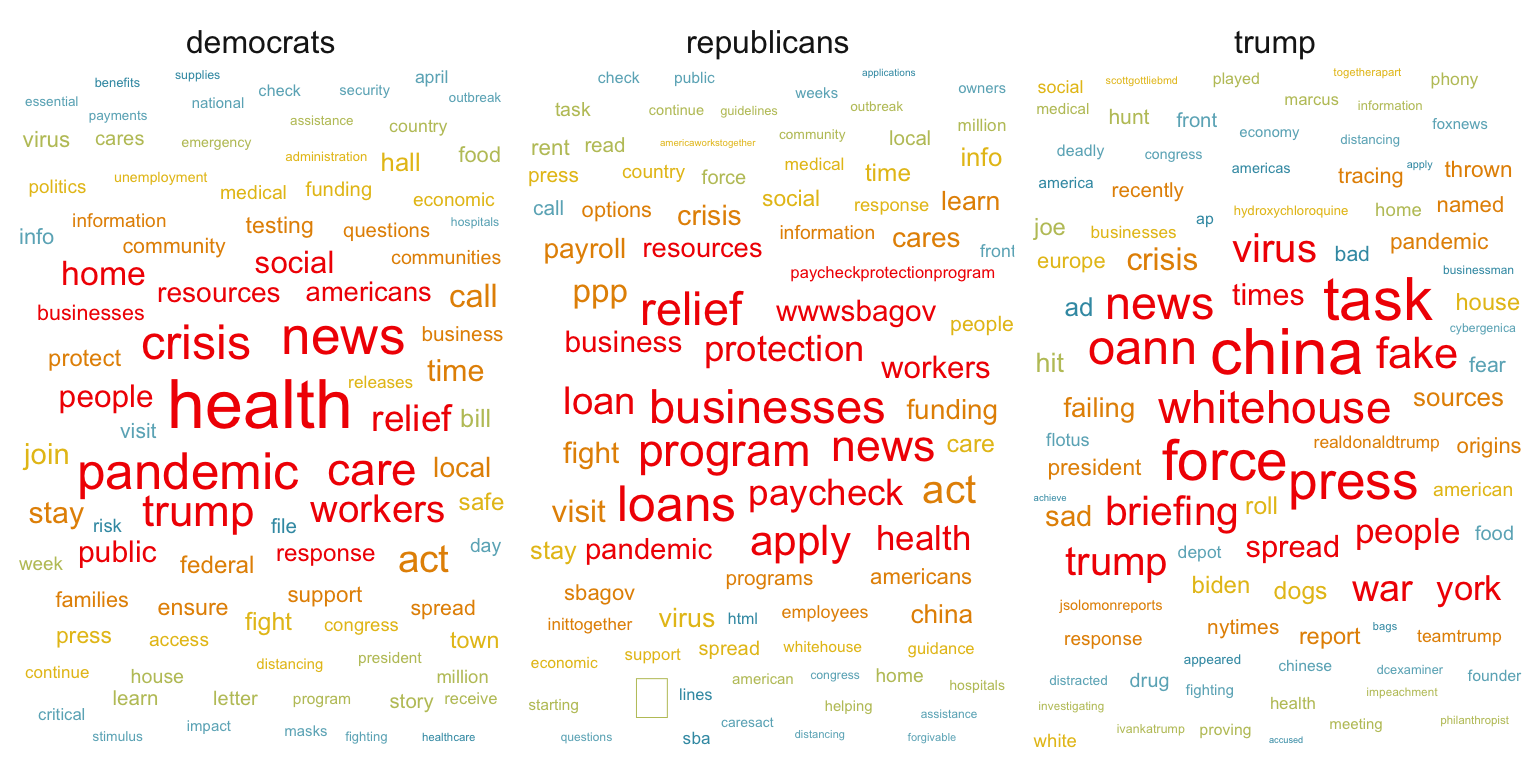 democrats
supplies
benefits
april
check
security
essential
national
outbreak
payments
assistance
virus
cares
emergency
country
administration
hall
food
unemployment
politics
medical
funding
economic
information
testing
questions
hospitals
info
community
communities
home
social
resources
americans
call
businesses
crisis
news
business
protect
time
releases
people
health
relief
bill
visit
join
pandemic
care
local
stay
risk
trump
file
workers
safe
week
public
federal
response
act
day
families
ensure
support
spread
press
access
fight
congress
town
continue
house
distancing
president
million
learn
letter
program
story
receive
critical
stimulus
impact
masks
fighting
healthcare
republicans
check
public
applications
weeks
owners
task
continue
guidelines
outbreak
rent
read
americaworkstogether
community
local
million
press
country
force
medical
time
info
call
options
crisis
social
response
learn
payroll
resources
information
cares
front
paycheckprotectionprogram
ppp
relief
wwwsbagov
people
business
protection
workers
loan
businesses
funding
fight
program
news
care
visit
loans
paycheck
act
stay
pandemic
apply
health
programs
americans
sbagov
inittogether
virus
html
employees
china
economic
support
spread
whitehouse
guidance
american
congress
home
hospitals
starting
lines
helping
caresact
assistance
questions
sba
distancing
forgivable
trump
social
scottgottliebmd
played
togetherapart
phony
medical
hunt
front
marcus
information
economy
distancing
foxnews
deadly
congress
americas
apply
america
recently
tracing
thrown
joe
businesses
ap
hydroxychloroquine
home
named
europe
crisis
virus
bad
pandemic
businessman
ad
news
times
task
house
cybergenica
hit
oann
china
fake
fear
failing
whitehouse
sources
flotus
realdonaldtrump
origins
president
force
press
american
achieve
sad
briefing
roll
people
food
trump
depot
spread
biden
dogs
war
york
jsolomonreports
response
nytimes
report
bags
teamtrump
appeared
chinese
dcexaminer
founder
distracted
drug
fighting
impeachment
investigating
health
ivankatrump
proving
meeting
philanthropist
white
accused